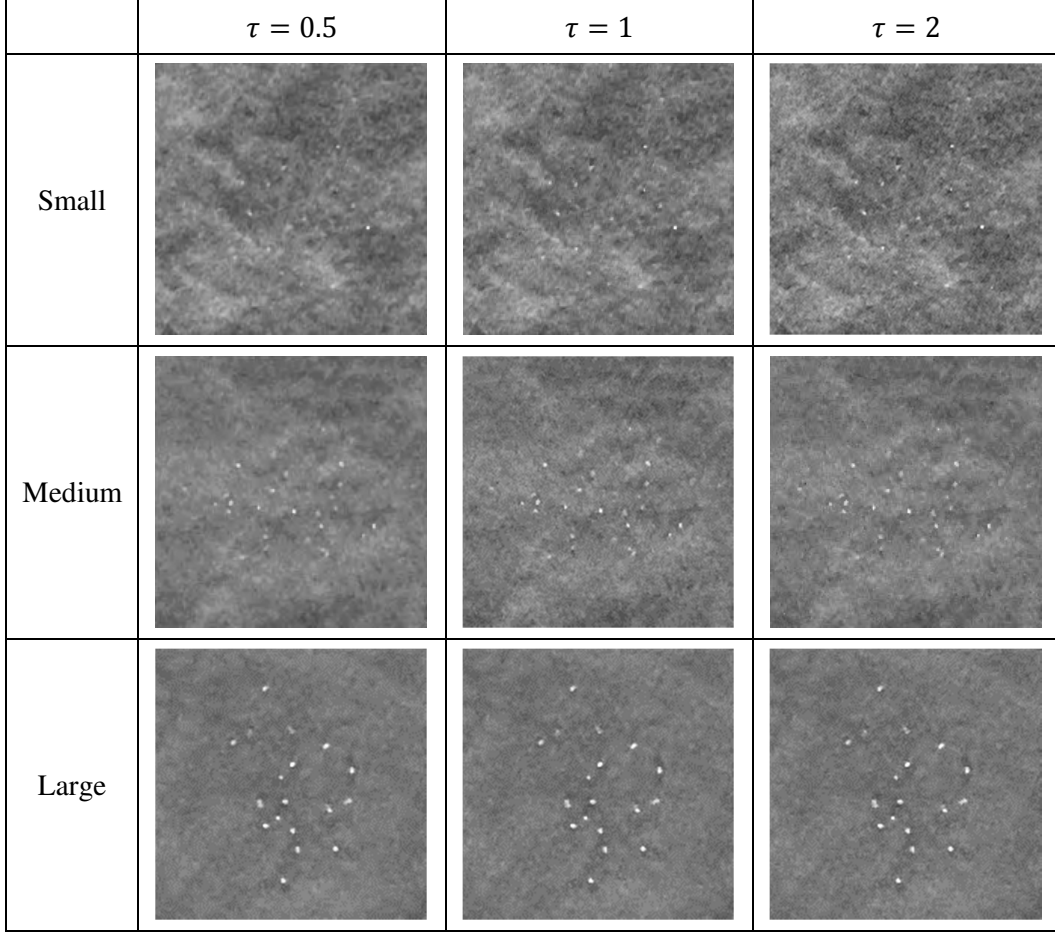 τ = 0.5 τ = 1 τ = 2
Small
Medium
Large